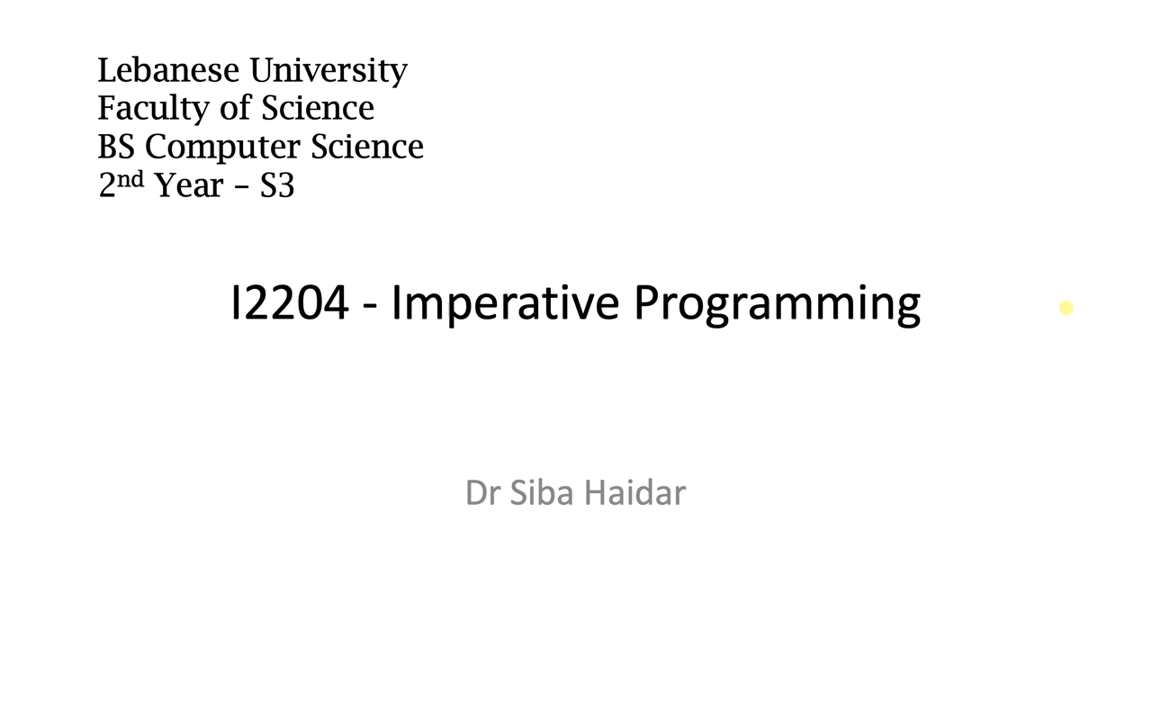 Lebanese University
Faculty of Science
BS Computer Science
2nd Year – S3
I2204 - Imperative Programming
Dr Siba Haidar